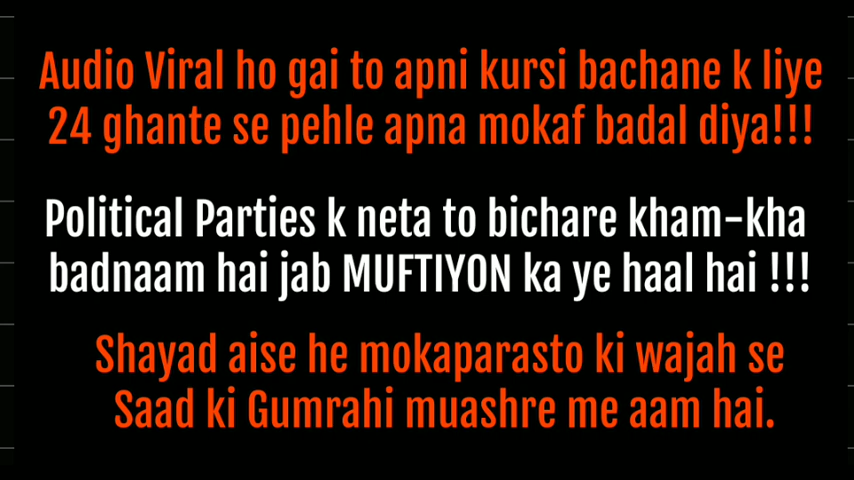 Audio Viral ho gai to apni kursi bachane k liye
24 ghante se pehle apna mokaf badal diya!!!
Political Parties k neta to bichare kham-kha
badnaam hai jab MUFTIYON ka ye haal hai !!!
Shayad aise he mokaparasto ki wajah se
Saad ki Gumrahi muashre me aam hai.